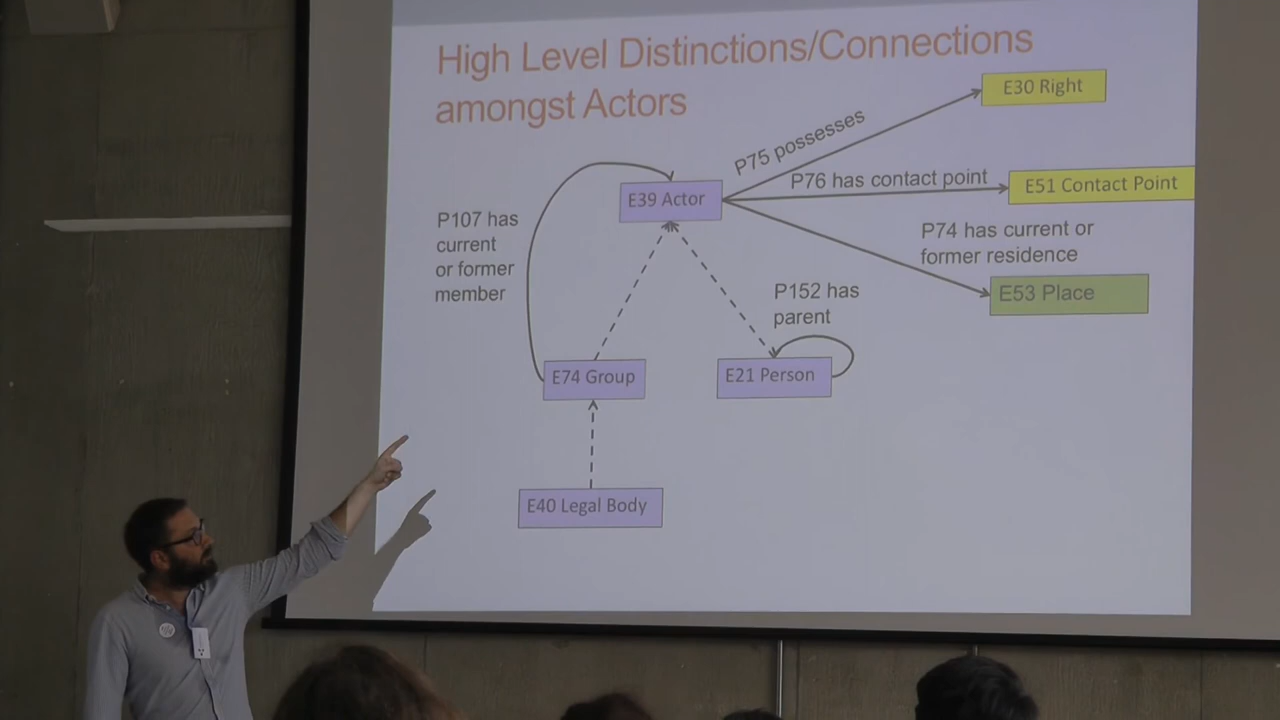 High Level Distinctions/Connections
amongst Actors
E30 Right
P75 possesses
P76 has contact point
E51 Contact Point
E39 Actor
P107 has
current
or former
member
P74 has current or
former residence
E53 Place
P152 has
parent
E74 Group
E21 Person
E40 Legal Body